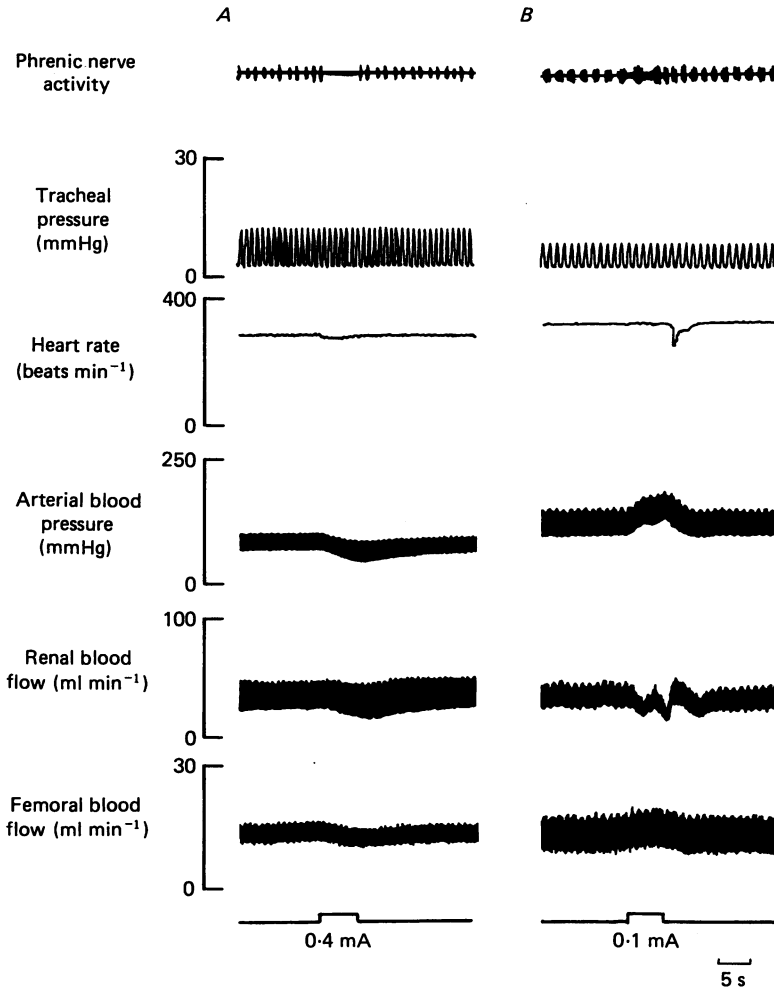 A
B
Phrenic nerve
activity
30
Tracheal
pressure
(mmHg)
0
400
Heart rate
(beats min⁻¹)
0
250
Arterial blood
pressure
(mmHg)
0
100
Renal blood
flow (ml min⁻¹)
0
30
Femoral blood
flow (ml min⁻¹)
0
0·4 mA
0·1 mA
5 s